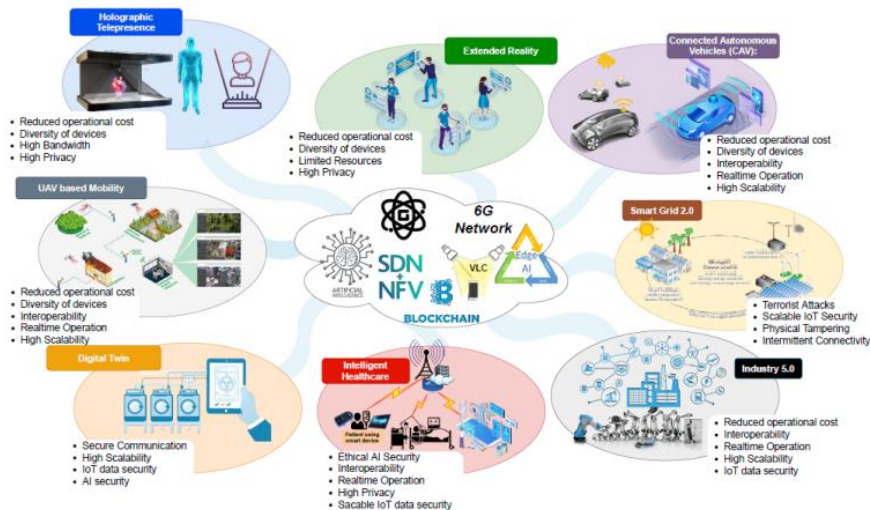 Holographic
Telepresence
• Reduced operational cost
• Diversity of devices
• High Bandwidth
• High Privacy
Extended Reality
• Reduced operational cost
• Diversity of devices
• Limited Resources
• High Privacy
Connected Autonomous
Vehicles (CAV):
• Reduced operational cost
• Diversity of devices
• Interoperability
• Realtime Operation
• High Scalability
UAV based Mobility
• Reduced operational cost
• Diversity of devices
• Interoperability
• Realtime Operation
• High Scalability
6G
Network
ARTIFICIAL
INTELLIGENCE
SDN
+
NFV
BLOCKCHAIN
VLC
Edge
AI
Smart Grid 2.0
• Terrorist Attacks
• Scalable IoT Security
• Physical Tampering
• Intermittent Connectivity
Digital Twin
• Secure Communication
• High Scalability
• IoT data security
• AI security
Intelligent
Healthcare
Patient using
smart device
• Ethical AI Security
• Interoperability
• Realtime Operation
• High Privacy
• Sacable IoT data security
Industry 5.0
• Reduced operational cost
• Interoperability
• Realtime Operation
• High Scalability
• IoT data security